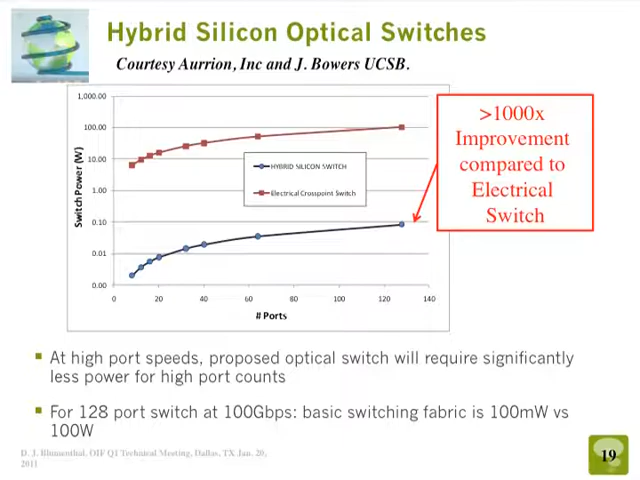 Hybrid Silicon Optical Switches
Courtesy Aurrion, Inc and J. Bowers UCSB.
1,000.00
100.00
10.00
1.00
0.10
0.01
0.00
Switch Power (W)
HYBRID SILICON SWITCH
Electrical Crosspoint Switch
0 20 40 60 80 100 120 140
# Ports
>1000x
Improvement
compared to
Electrical
Switch
At high port speeds, proposed optical switch will require significantly
less power for high port counts
For 128 port switch at 100Gbps: basic switching fabric is 100mW vs
100W
D. J. Blumenthal, OIF Q1 Technical Meeting, Dallas, TX Jan. 20,
2011
19